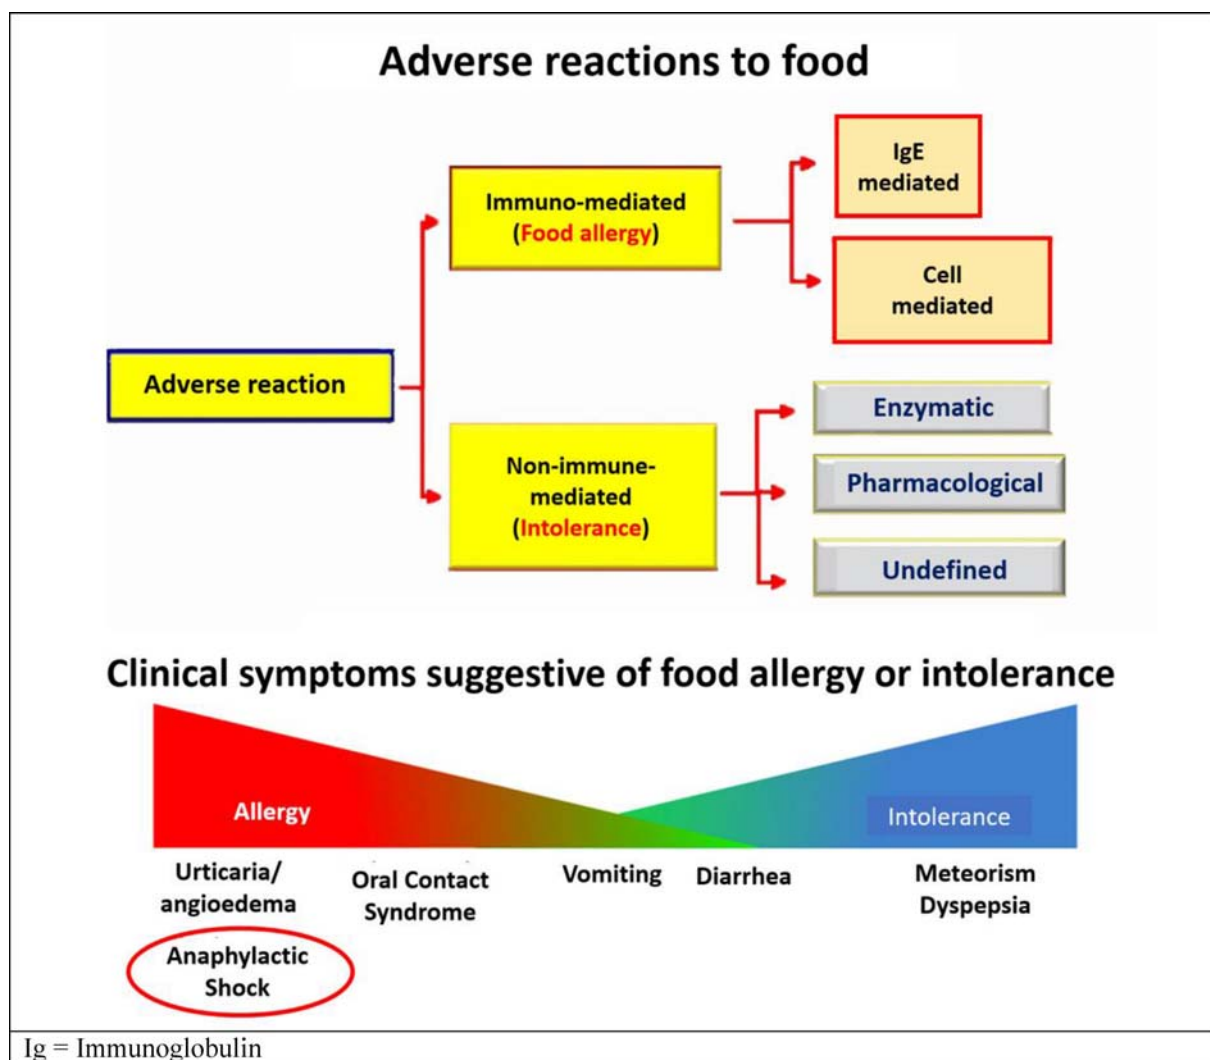 Adverse reactions to food
IgE
mediated
Immuno-mediated
(Food allergy)
Cell
mediated
Adverse reaction
Enzymatic
Non-immune-
mediated
(Intolerance)
Pharmacological
Undefined
Clinical symptoms suggestive of food allergy or intolerance
Allergy
Intolerance
Urticaria/
angioedema
Oral Contact
Syndrome
Vomiting
Diarrhea
Meteorism
Dyspepsia
Anaphylactic
Shock
Ig = Immunoglobulin